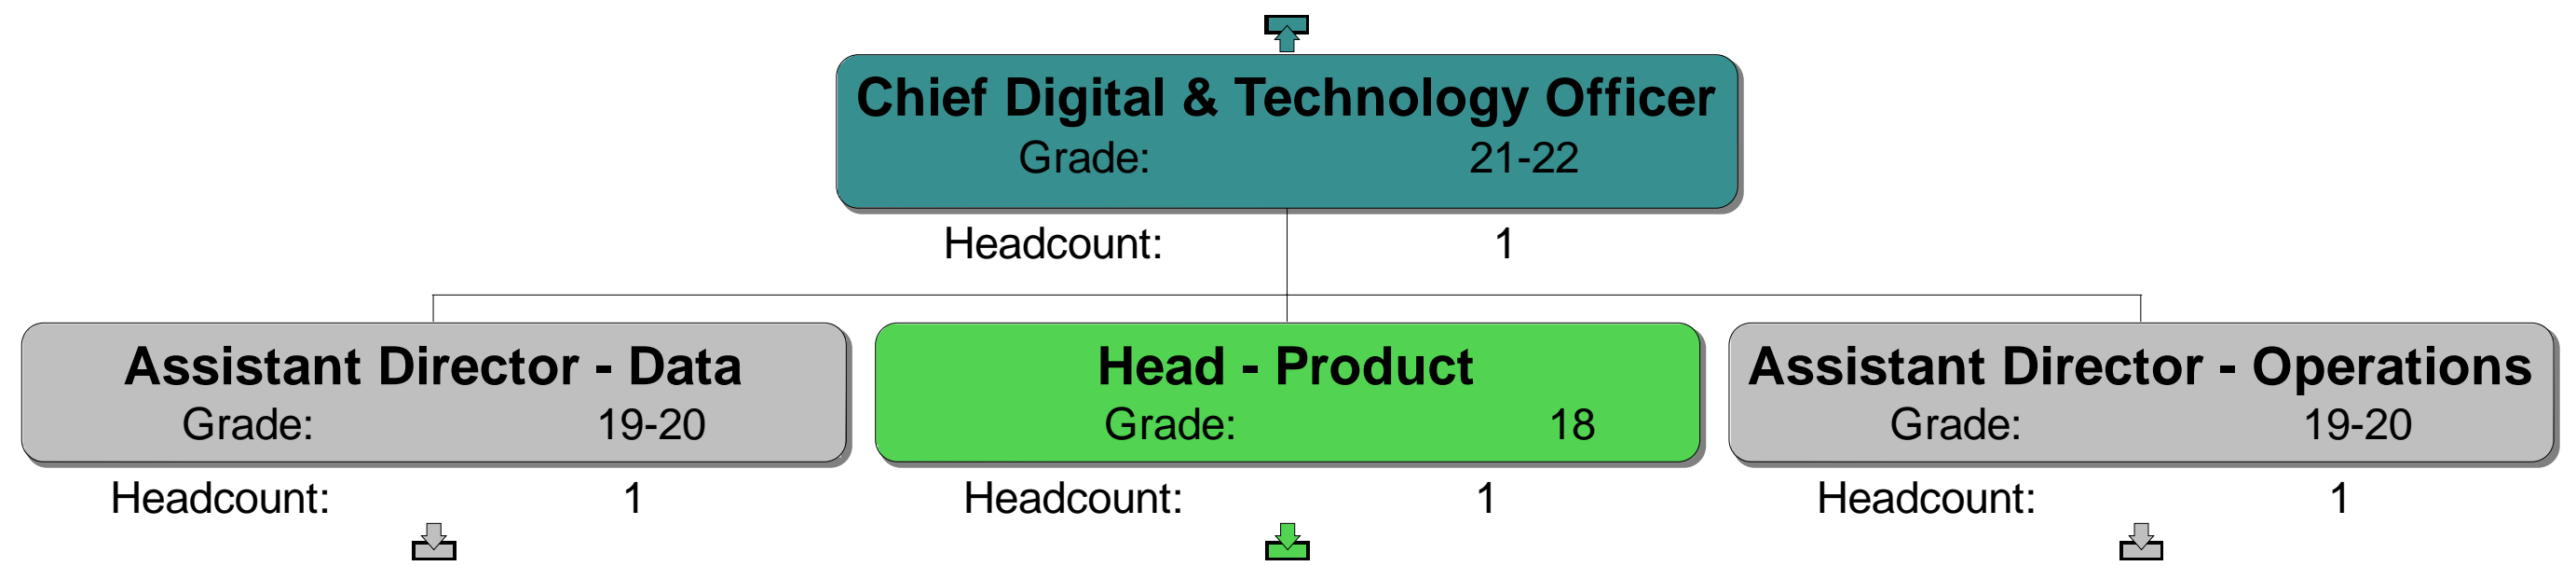 Chief Digital & Technology Officer
Grade: 21-22
Headcount: 1
Assistant Director - Data
Grade: 19-20
Headcount: 1
Head - Product
Grade: 18
Headcount: 1
Assistant Director - Operations
Grade: 19-20
Headcount: 1